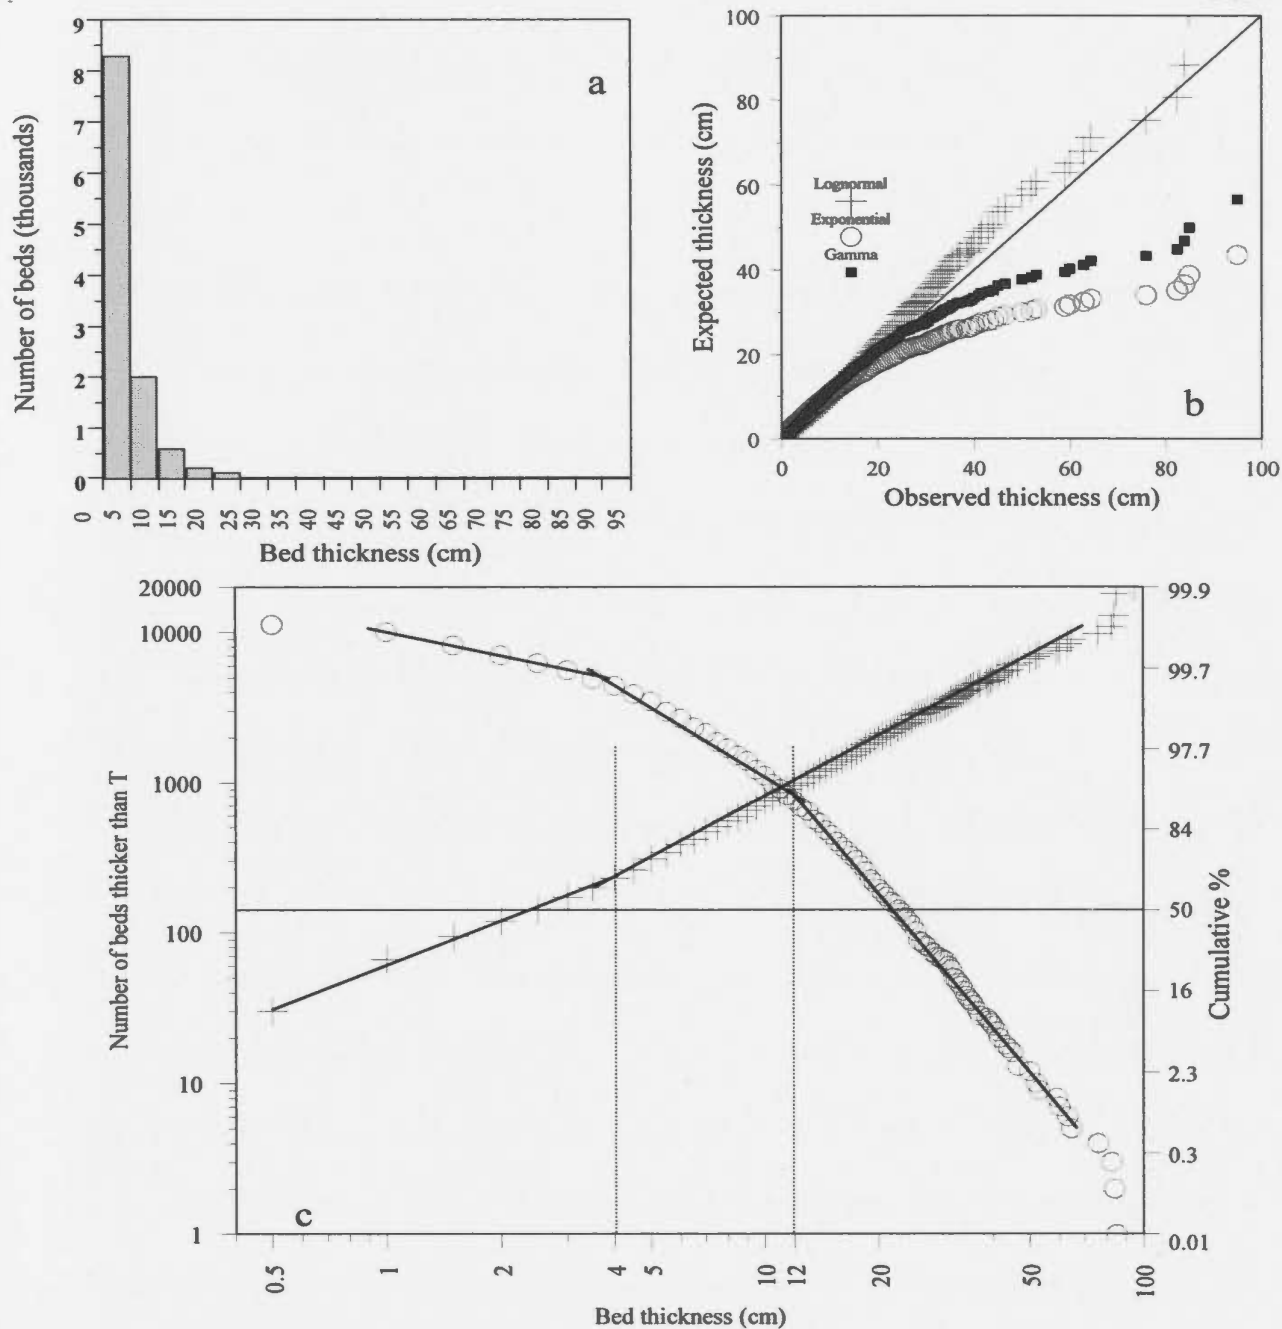 9
8
7
6
5
4
3
2
1
0
Number of beds (thousands)
a
0 5 10 15 20 25 30 35 40 45 50 55 60 65 70 75 80 85 90 95
Bed thickness (cm)
100
80
60
40
20
0
Expected thickness (cm)
Lognormal
Exponential
Gamma
b
0 20 40 60 80 100
Observed thickness (cm)
20000
10000
1000
100
10
1
Number of beds thicker than T
99.9
99.7
97.7
84
50
16
2.3
0.3
0.01
Cumulative %
c
0.5 1 2 4 5 10 12 20 50 100
Bed thickness (cm)